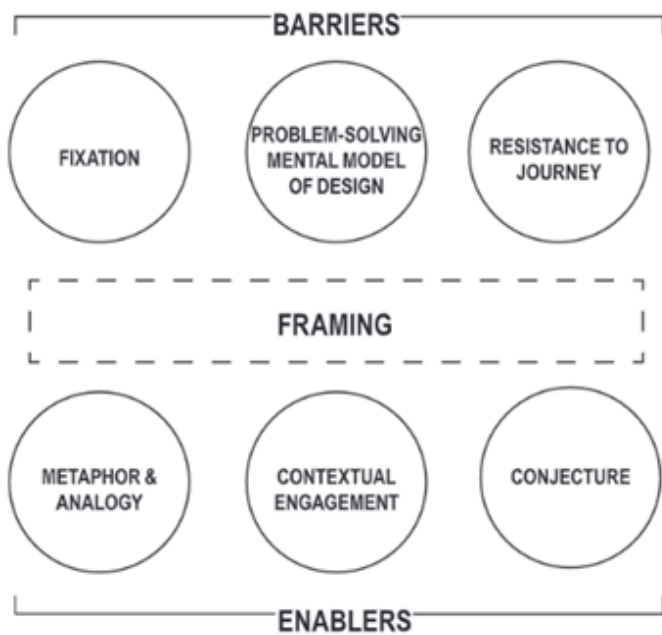 BARRIERS
FIXATION
PROBLEM-SOLVING
MENTAL MODEL
OF DESIGN
RESISTANCE TO
JOURNEY
FRAMING
METAPHOR &
ANALOGY
CONTEXTUAL
ENGAGEMENT
CONJECTURE
ENABLERS